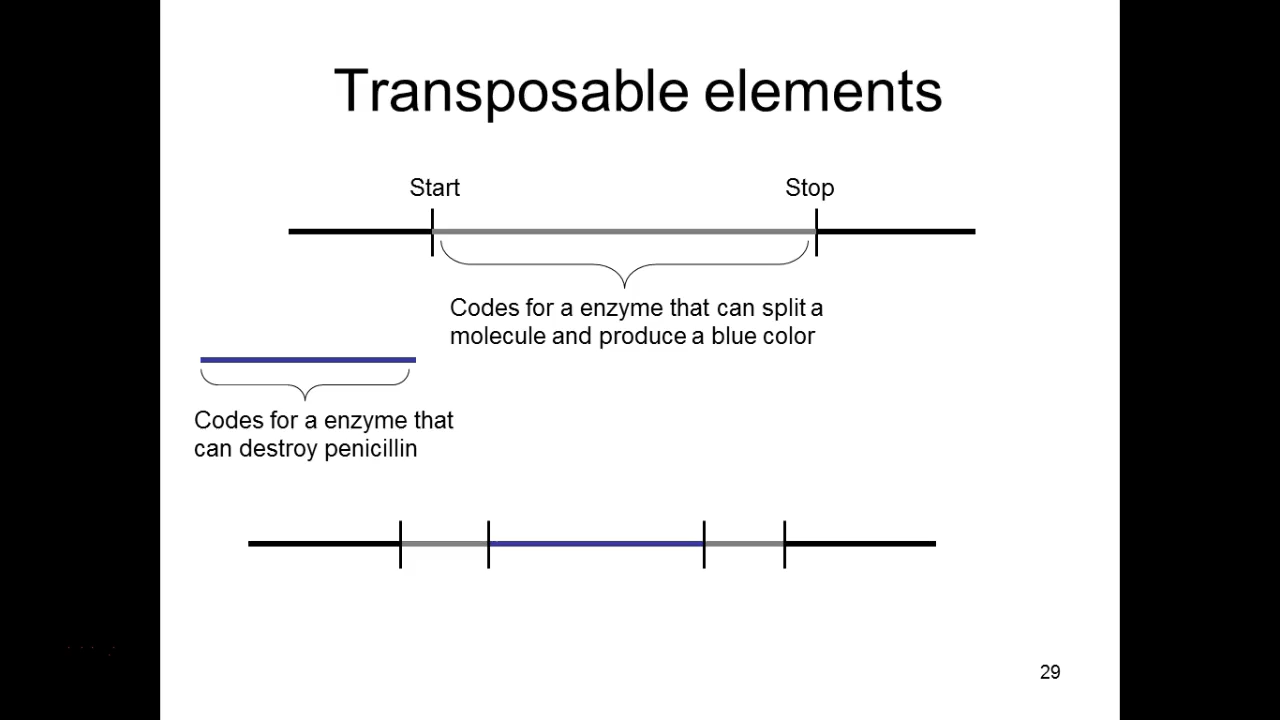 Transposable elements
Start
Stop
Codes for a enzyme that can split a
molecule and produce a blue color
Codes for a enzyme that
can destroy penicillin
29